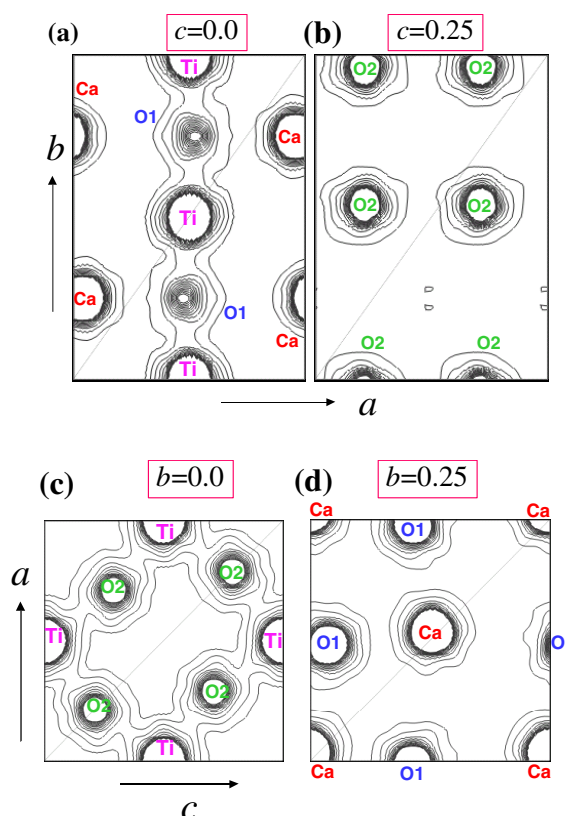 (a) c=0.0 (b) c=0.25
Ti O2 O2
Ca
O1
Ca
b
Ti O2 O2
Ca
O1
Ca
O2 O2
Ti
a
(c) b=0.0 (d) b=0.25
Ca Ca
Ti O1
a
O2 O2
Ti Ti O1 Ca O
O2 O2
Ti
Ca O1 Ca
c